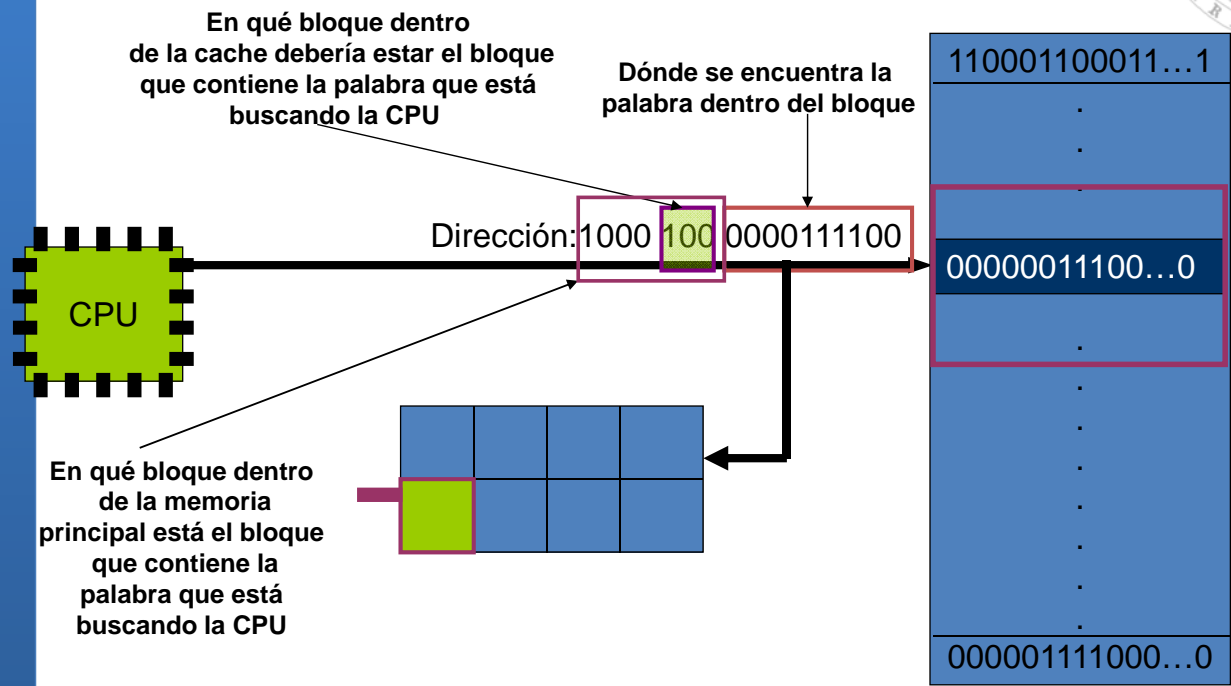 En qué bloque dentro
de la cache debería estar el bloque
que contiene la palabra que está
buscando la CPU
Dónde se encuentra la
palabra dentro del bloque
Dirección:1000 100 0000111100
CPU
En qué bloque dentro
de la memoria
principal está el bloque
que contiene la
palabra que está
buscando la CPU
110001100011…1
.
.
.
00000011100…0
.
.
.
.
.
.
.
.
000001111000…0